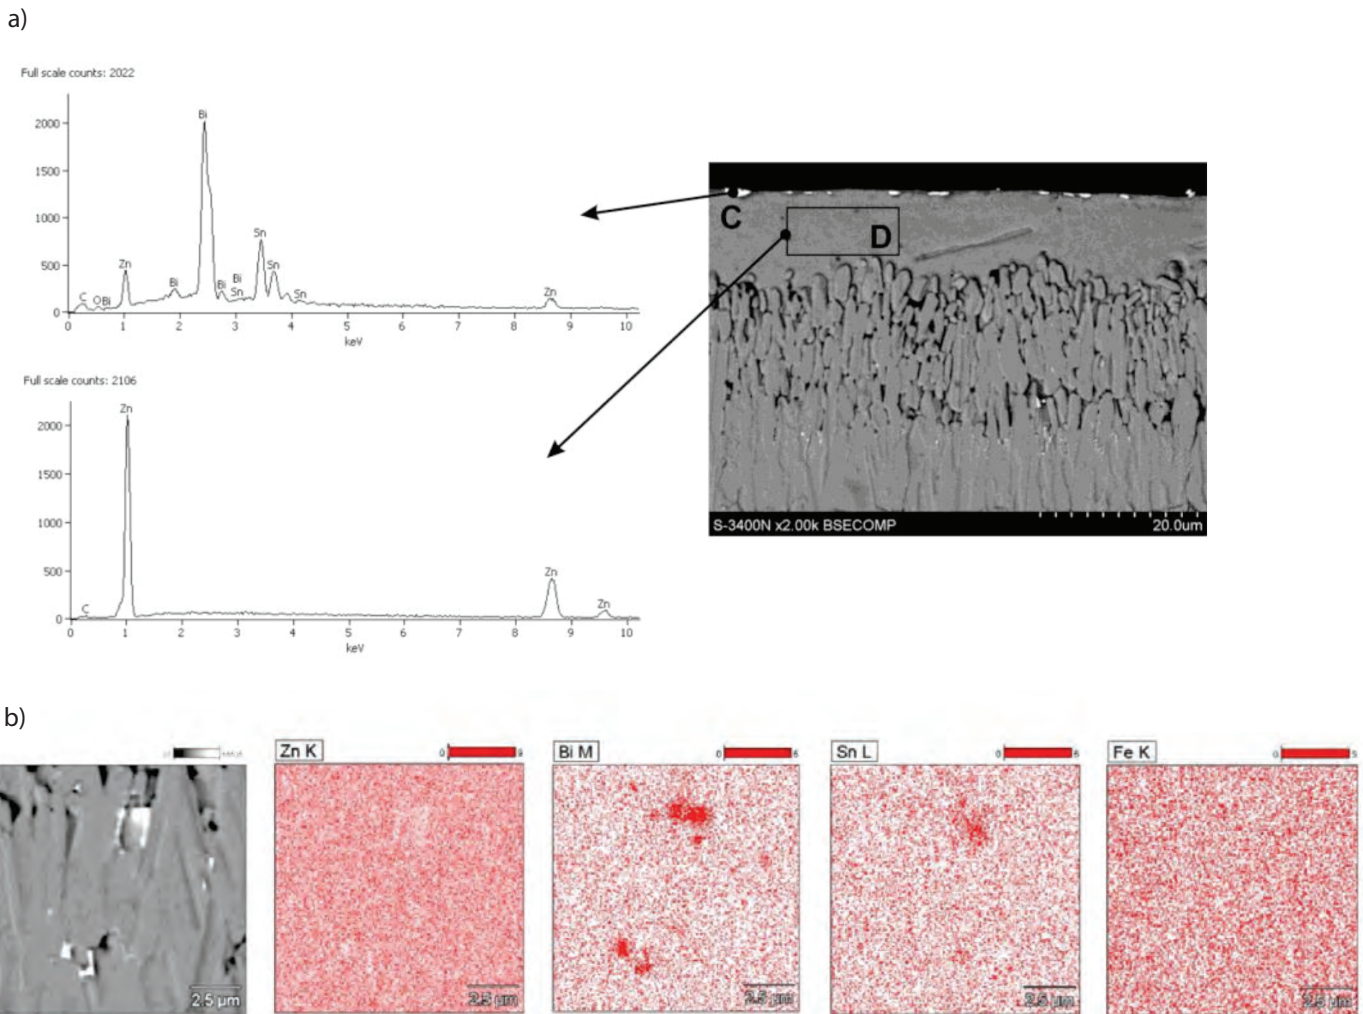 a)
Full scale counts: 2022
Bi
2000
1500
1000
Sn
Zn
Sn
500
Bi
Bi
Bi
C
O
Bi
Sn
Sn
Zn
0
0 1 2 3 4 5 6 7 8 9 10
keV
C
D
S-3400N x2.00k BSECOMP 20.0um
Full scale counts: 2106
Zn
2000
1500
1000
Zn
500
C
Zn
0
0 1 2 3 4 5 6 7 8 9 10
keV
b)
Zn K
0
Bi M
Sn L
Fe K
2.5 µm
2.5 µm
2.5 µm
2.5 µm
2.5 µm